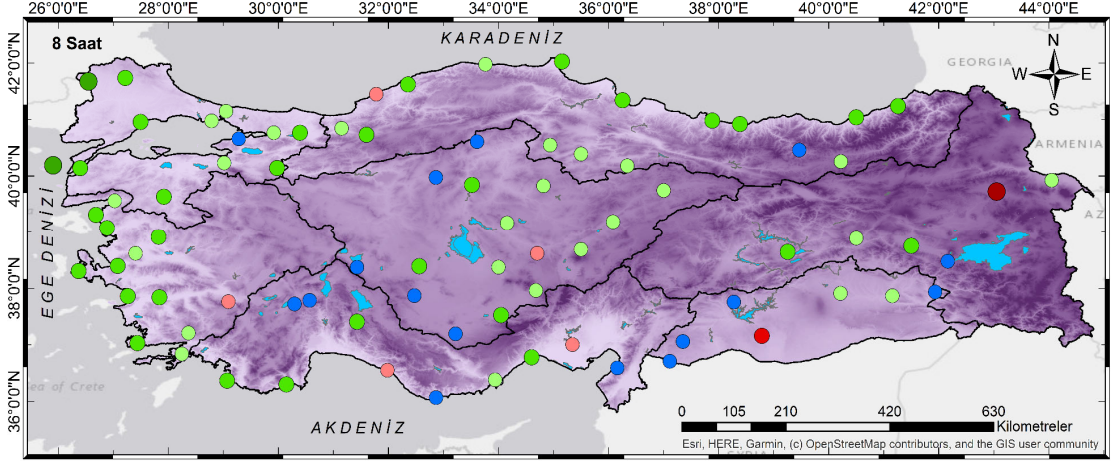 26°0'0"E 28°0'0"E 30°0'0"E 32°0'0"E 34°0'0"E 36°0'0"E 38°0'0"E 40°0'0"E 42°0'0"E 44°0'0"E
8 Saat
KARADENİZ
GEORGIA
N
W E
S
42°0'0"N
40°0'0"N
38°0'0"N
36°0'0"N
ARMENIA
AZ
EGE DENİZİ
Sea of Crete
AKDENİZ
0 105 210 420 630
Kilometreler
Esri, HERE, Garmin, (c) OpenStreetMap contributors, and the GIS user community
SYRIA